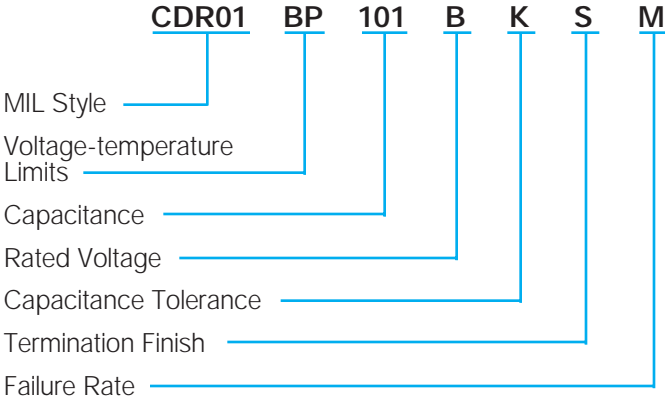 CDR01 BP 101 B K S M
MIL Style
Voltage-temperature
Limits
Capacitance
Rated Voltage
Capacitance Tolerance
Termination Finish
Failure Rate